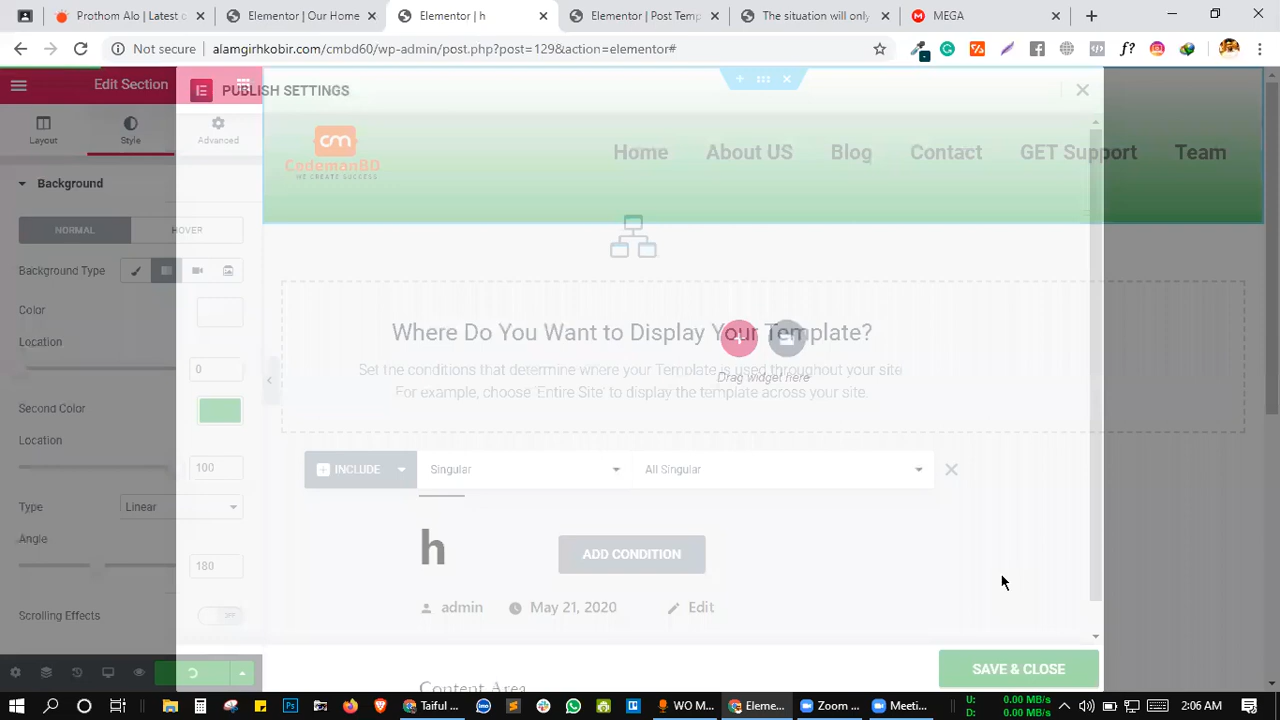 Prothom Alo | Latest c
Elementor | Our Home
Elementor | h
Elementor | Post Temp
The situation will only
MEGA
Not secure
alamgirhkobir.com/cmbd60/wp-admin/post.php?post=129&action=elementor#
Edit Section
PUBLISH SETTINGS
CodemanBD
WE CREATE SUCCESS
Home
About US
Blog
Contact
GET Support
Team
Layout
Style
Advanced
Background
NORMAL
HOVER
Background Type
Color
Location
0
Second Color
Location
100
Type
Linear
Angle
180
Scrolling Effects
OFF
Where Do You Want to Display Your Template?
Set the conditions that determine where your Template is used throughout your site
For example, choose 'Entire Site' to display the template across your site.
Drag widget here
INCLUDE
Singular
All Singular
h
ADD CONDITION
admin
May 21, 2020
Edit
Content Area
SAVE & CLOSE
Taiful ...
WO M...
Eleme...
Zoom ...
Meeti...
U: 0.00 MB/s
D: 0.00 MB/s
2:06 AM